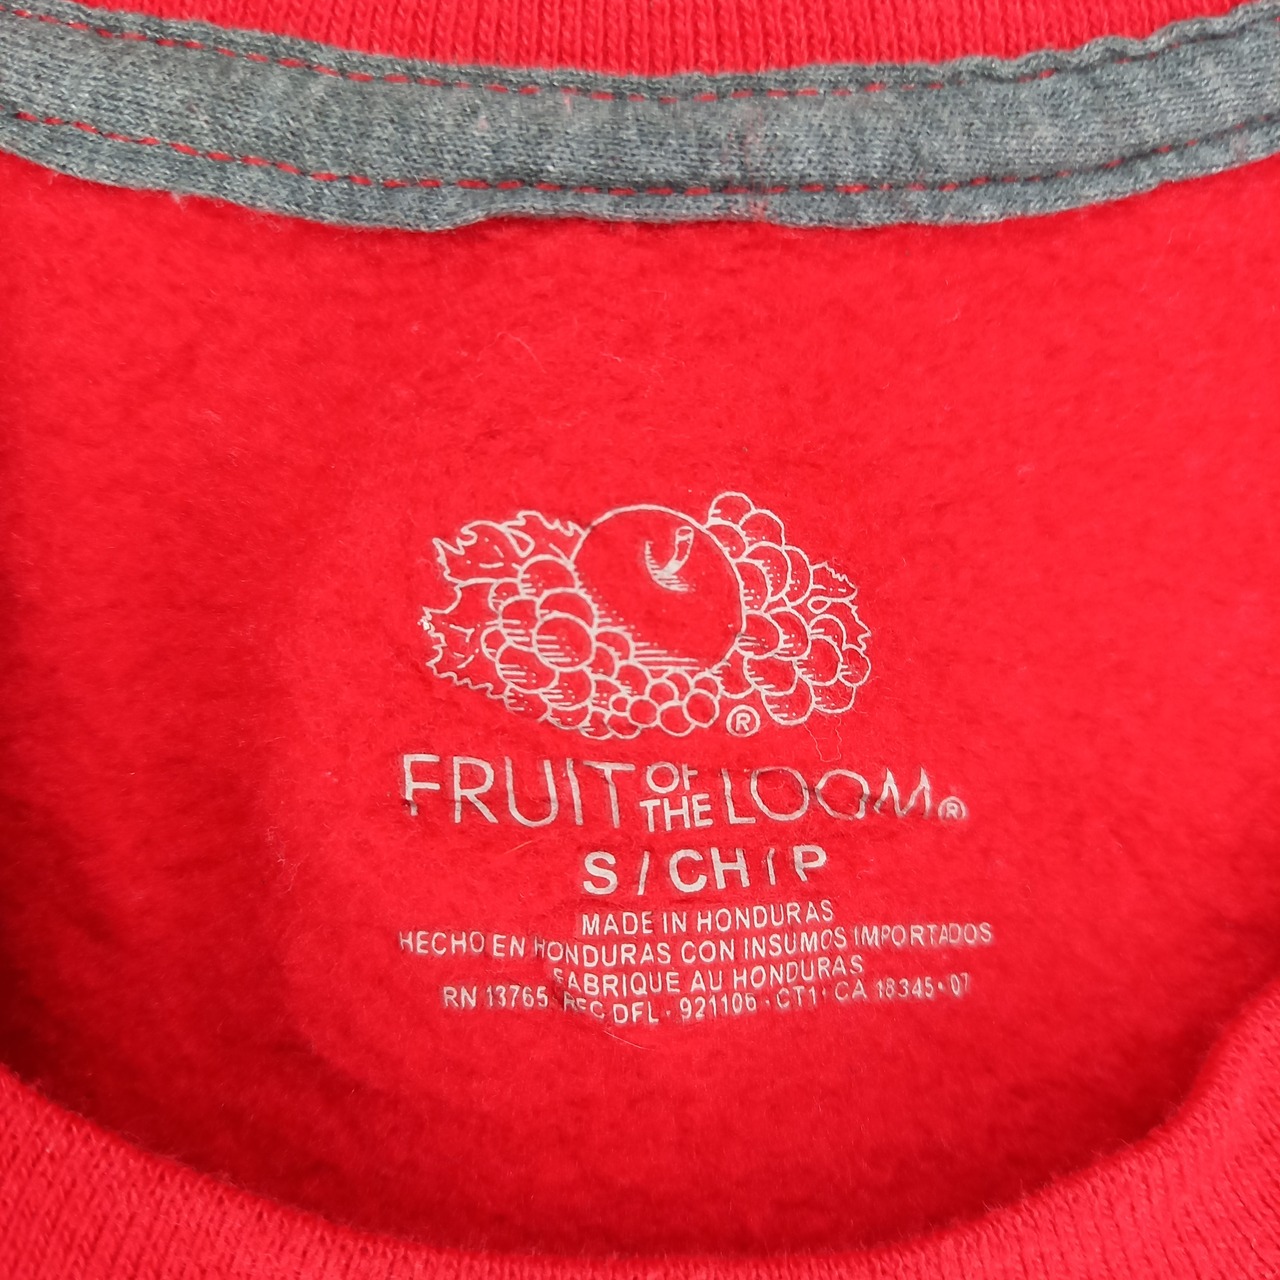 ®
FRUIT OF THE LOOM®
S / CH / P
MADE IN HONDURAS
HECHO EN HONDURAS CON INSUMOS IMPORTADOS
FABRIQUE AU HONDURAS
RN 13765 REC DFL · 921106 · CT1 · CA 18345 · 07